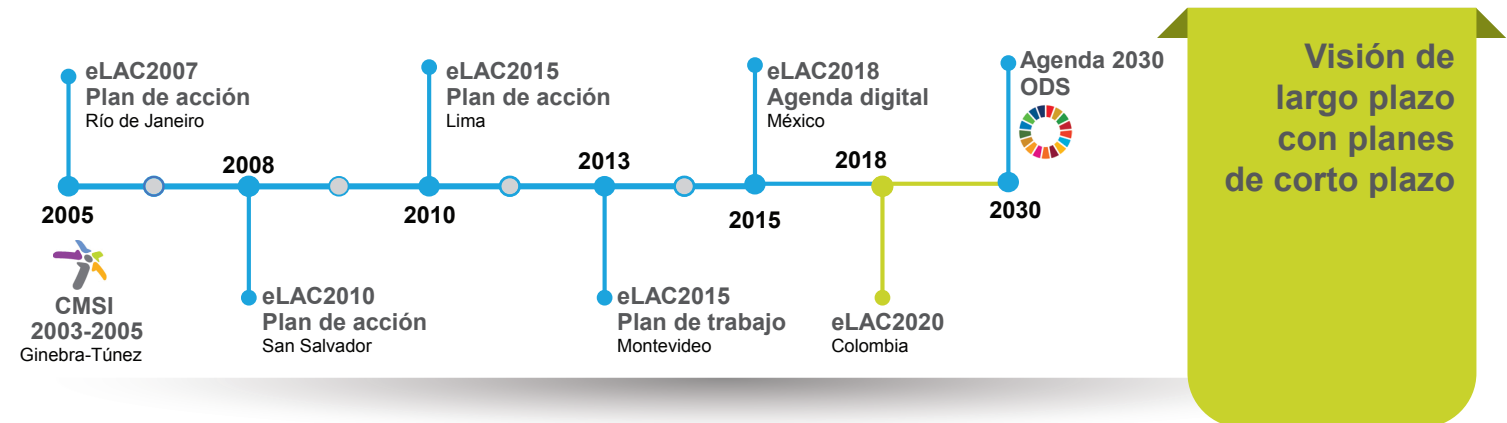 eLAC2007
Plan de acción
Río de Janeiro
eLAC2015
Plan de acción
Lima
eLAC2018
Agenda digital
México
Agenda 2030
ODS
Visión de
largo plazo
con planes
de corto plazo
2008
2013
2018
2005
2010
2015
2030
CMSI
2003-2005
Ginebra-Túnez
eLAC2010
Plan de acción
San Salvador
eLAC2015
Plan de trabajo
Montevideo
eLAC2020
Colombia